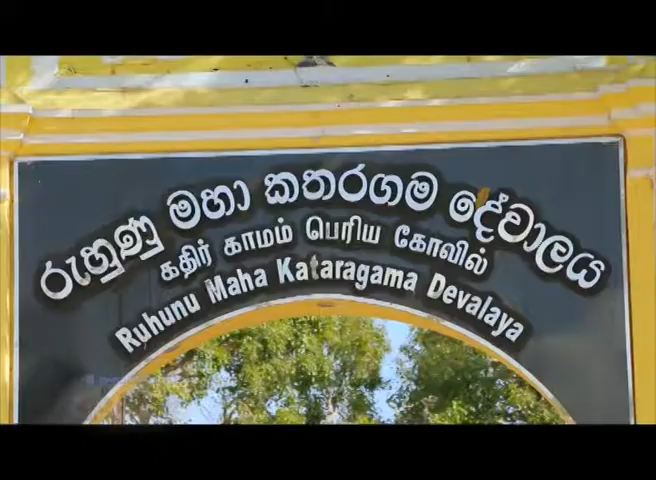 රුහුණු මහා කතරගම දේවාලය
கதிர் காமம் பெரிய கோவில்
Ruhunu Maha Kataragama Devalaya